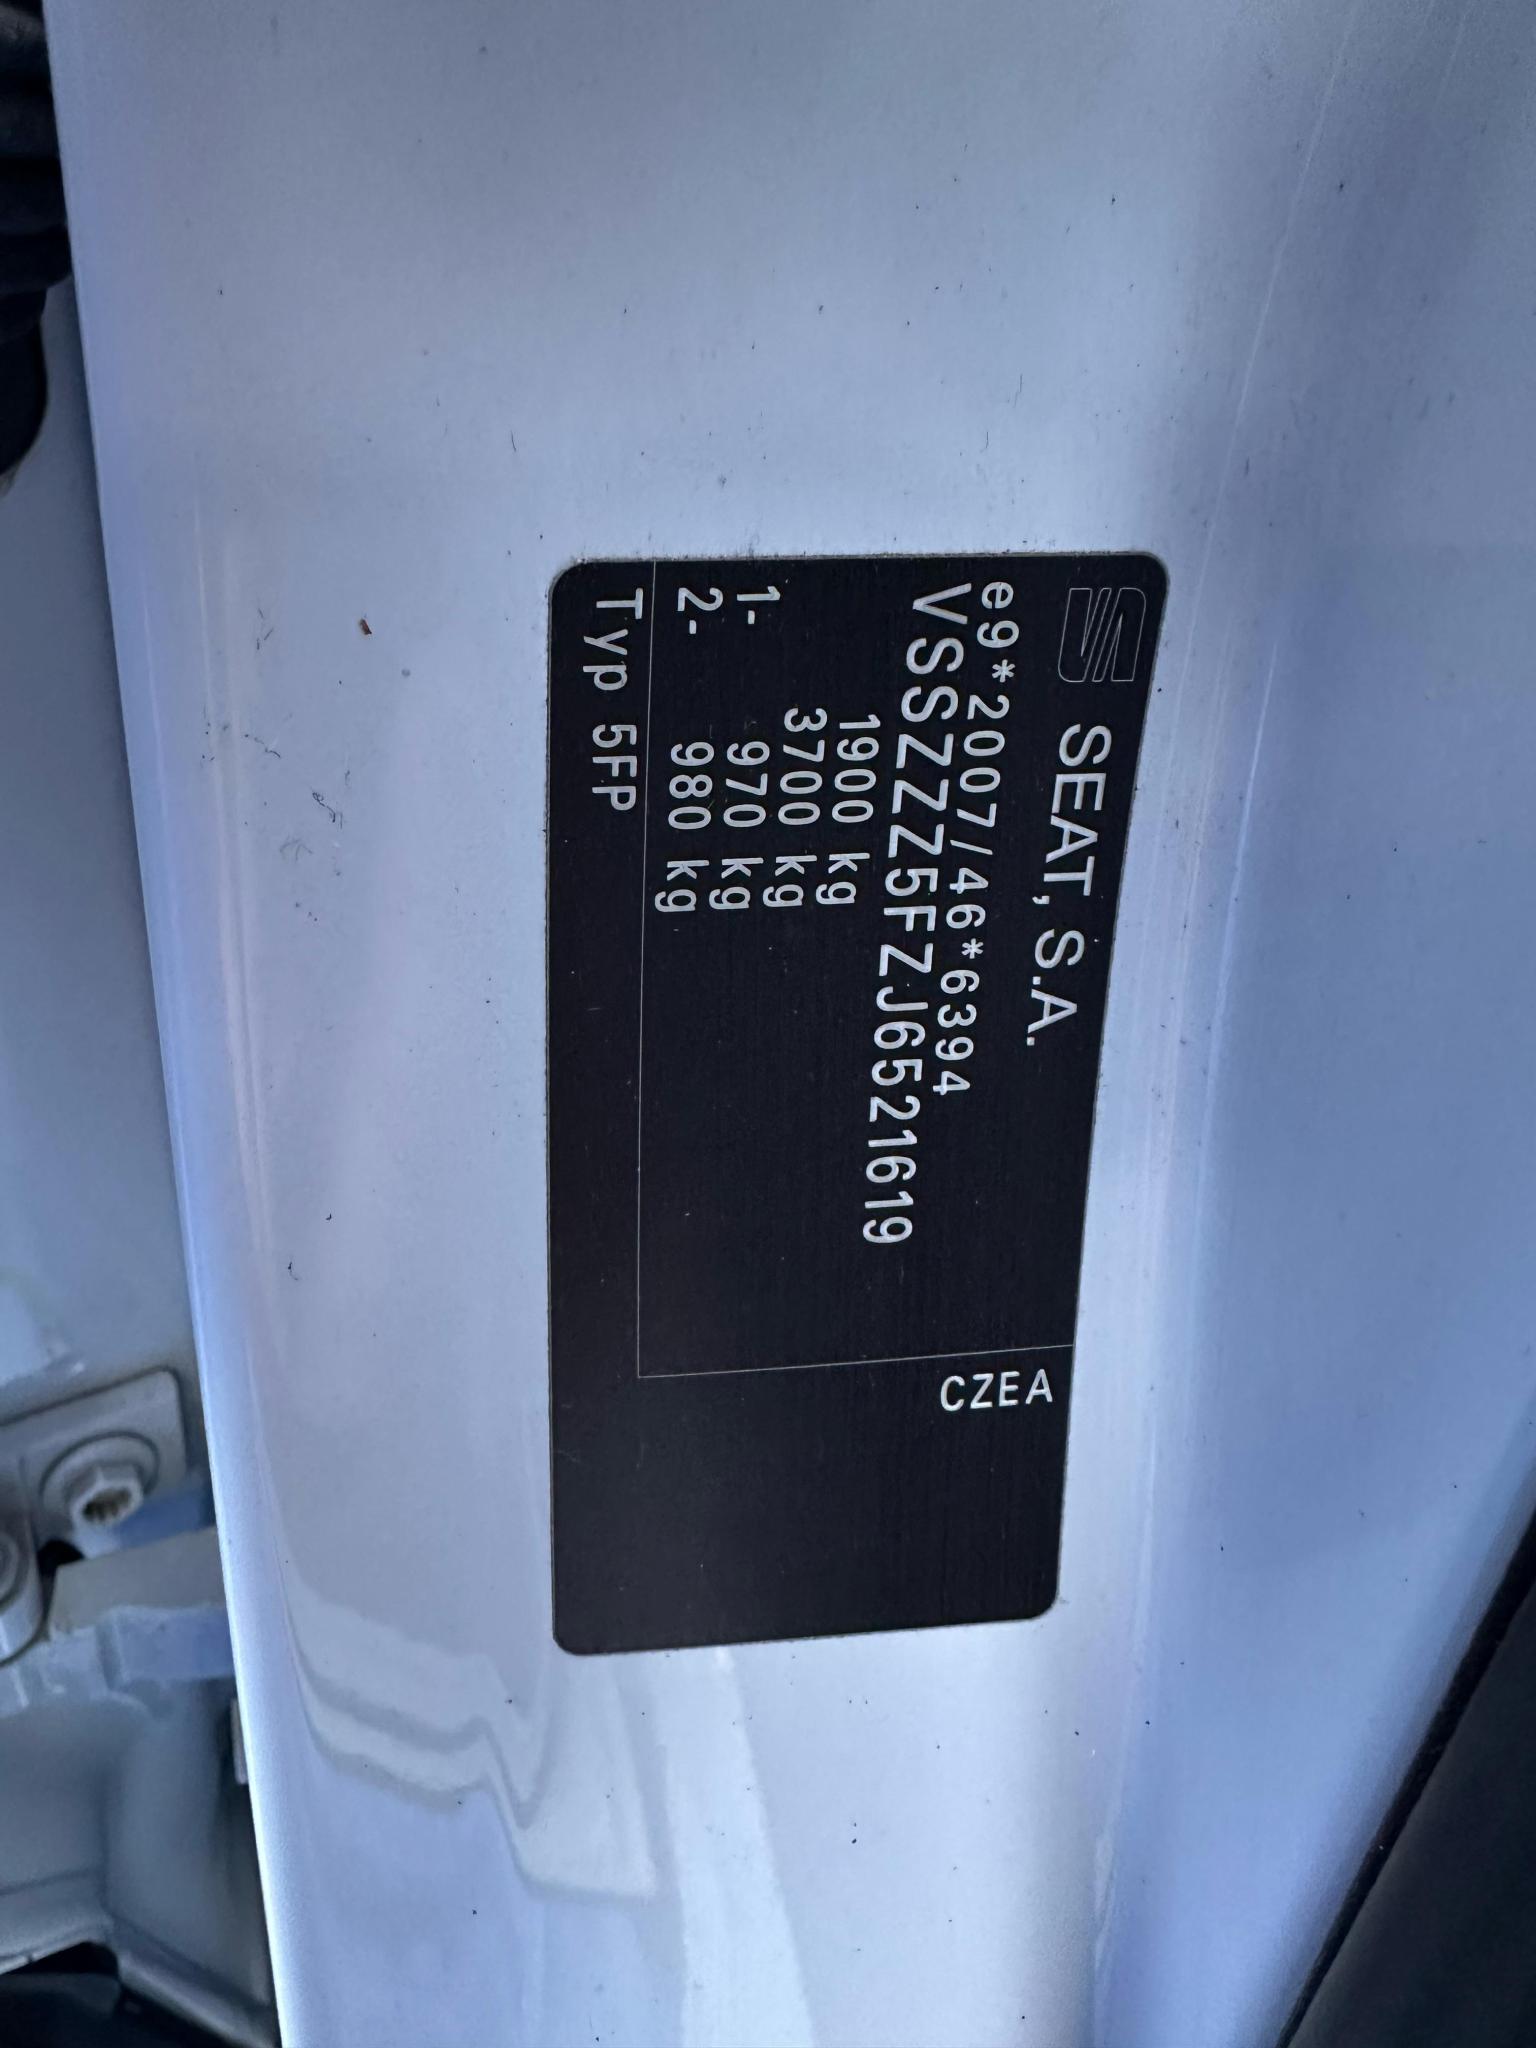 SEAT, S.A.
e9*2007/46*6394
VSSZZZ5FZJ6521619
1900 kg
3700 kg
1- 970 kg
2- 980 kg
Typ 5FP
CZEA